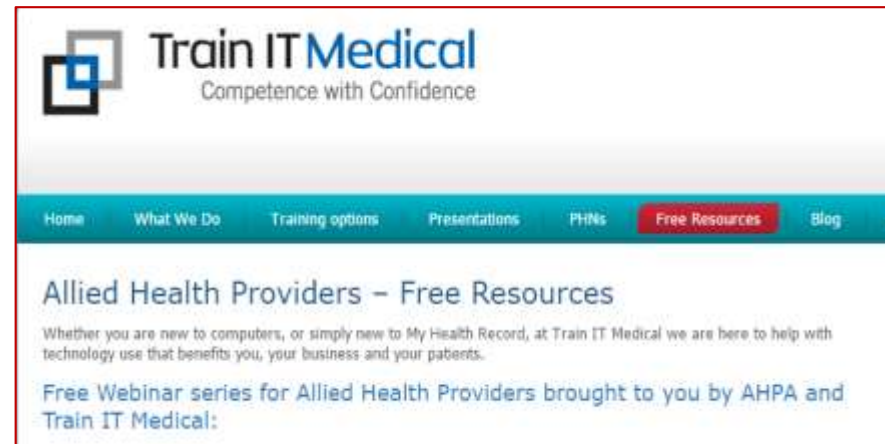 Train IT Medical
Competence with Confidence
Home What We Do Training options Presentations PHNs Free Resources Blog
Allied Health Providers – Free Resources
Whether you are new to computers, or simply new to My Health Record, at Train IT Medical we are here to help with
technology use that benefits you, your business and your patients.
Free Webinar series for Allied Health Providers brought to you by AHPA and
Train IT Medical: